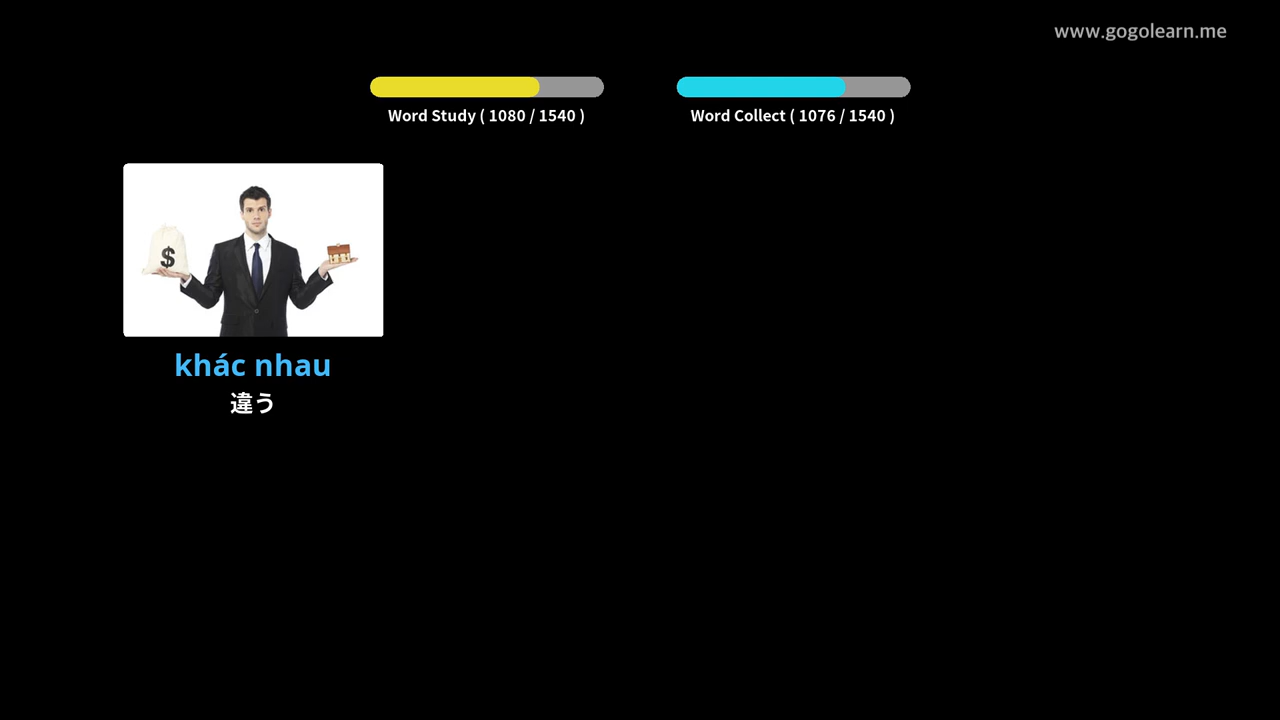 www.gogolearn.me
Word Study ( 1080 / 1540 )
Word Collect ( 1076 / 1540 )
$
khác nhau
違う